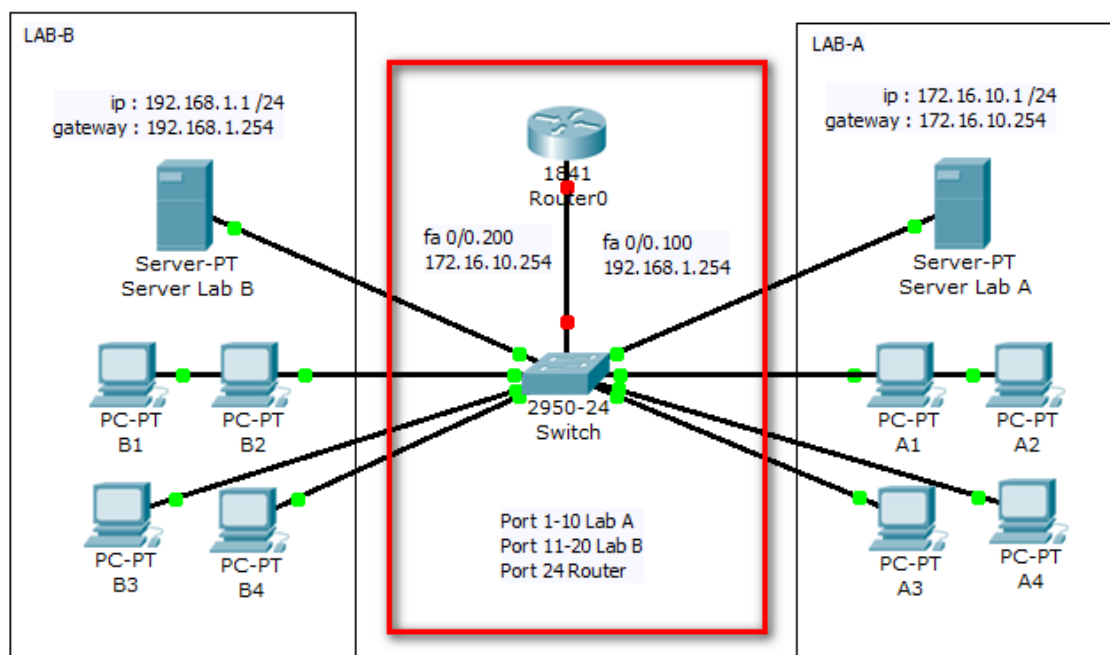 LAB-B
ip : 192.168.1.1 /24
gateway : 192.168.1.254
Server-PT
Server Lab B
PC-PT
B1
PC-PT
B2
PC-PT
B3
PC-PT
B4
1841
Router0
fa 0/0.200
172.16.10.254
fa 0/0.100
192.168.1.254
2950-24
Switch
Port 1-10 Lab A
Port 11-20 Lab B
Port 24 Router
LAB-A
ip : 172.16.10.1 /24
gateway : 172.16.10.254
Server-PT
Server Lab A
PC-PT
A1
PC-PT
A2
PC-PT
A3
PC-PT
A4